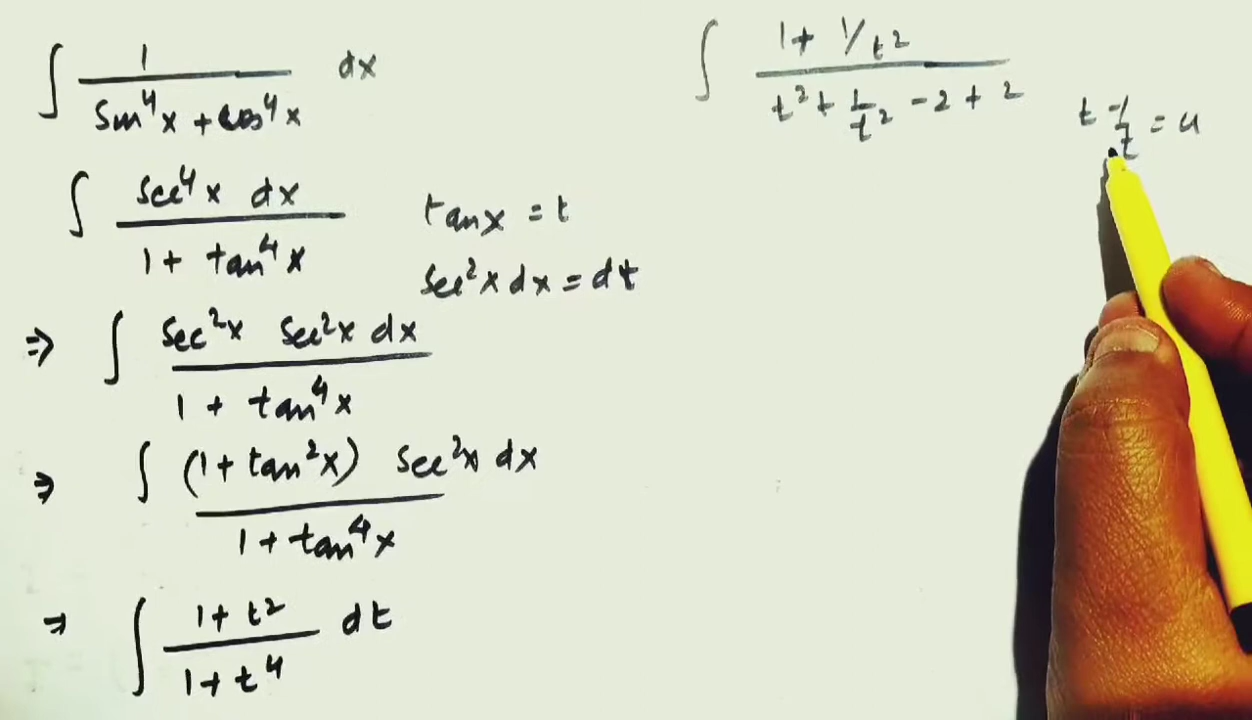 ∫ 1 / (sin⁴x + cos⁴x) dx
∫ sec⁴x dx / (1 + tan⁴x)
tanx = t
sec²x dx = dt
⇒ ∫ sec²x sec²x dx / (1 + tan⁴x)
⇒ ∫ (1 + tan²x) sec²x dx / (1 + tan⁴x)
⇒ ∫ (1 + t²) / (1 + t⁴) dt
∫ (1 + 1/t²) / (t² + 1/t² - 2 + 2)
t - 1/t = u